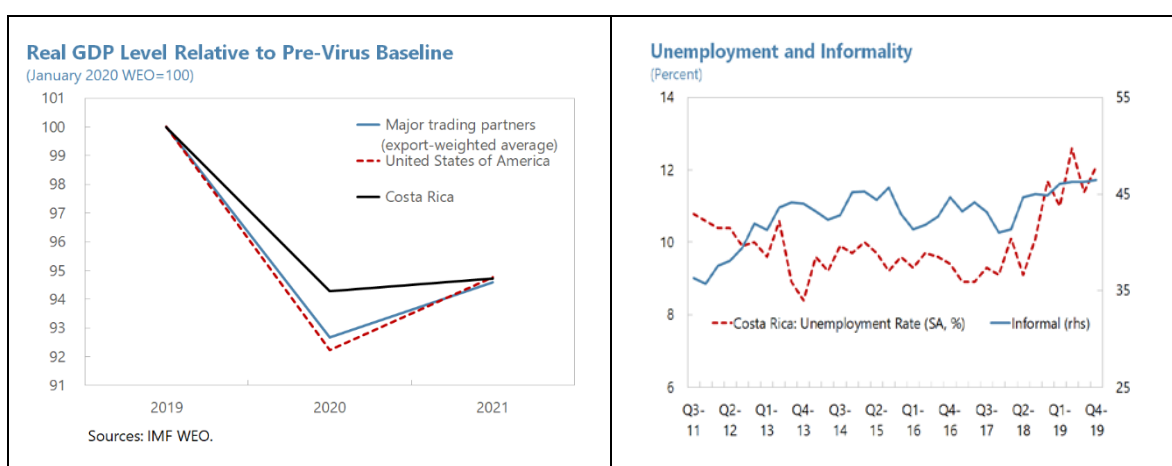 Real GDP Level Relative to Pre-Virus Baseline
(January 2020 WEO=100)
101
100
99
98
97
96
95
94
93
92
91
Major trading partners
(export-weighted average)
United States of America
Costa Rica
2019 2020 2021
Sources: IMF WEO.
Unemployment and Informality
(Percent)
14
12
10
8
6
55
45
35
25
Costa Rica: Unemployment Rate (SA, %) Informal (rhs)
Q3- Q2- Q1- Q4- Q3- Q2- Q1- Q4- Q3- Q2- Q1- Q4-
11 12 13 13 14 15 16 16 17 18 19 19